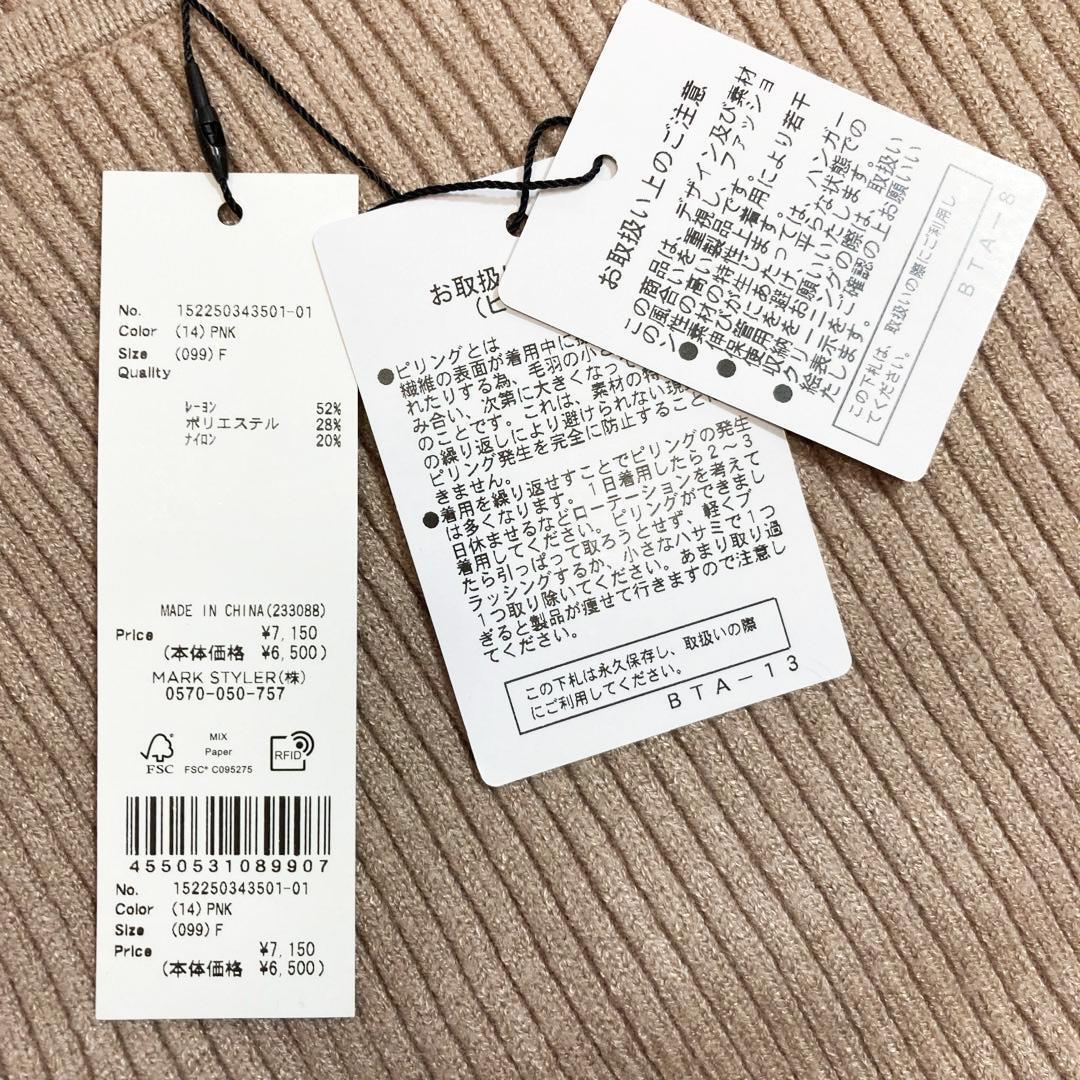 No. 152250343501-01
Color (14) PNK
Size (099) F
Quality
レーヨン 52%
ポリエステル 28%
ナイロン 20%
MADE IN CHINA(233088)
Price ¥7,150
(本体価格 ¥6,500)
MARK STYLER(株)
0570-050-757
FSC
MIX
Paper
FSC® C095275
RFID
4550531089907
No. 152250343501-01
Color (14) PNK
Size (099) F
Price ¥7,150
(本体価格 ¥6,500)
お取扱
●ピリングとは
繊維の表面が着用中に
れたりする為、毛羽の小
み合い、次第に大きくなっ
のことです。これは、素材の特
の繰り返しにより避けられない現
ピリング発生を完全に防止すること
きません。
●着用を繰り返せすことでピリングの発生
は多くなります。1日着用したら2〜3
日休ませるなどローテーションを考えて
着用してください。ピリングができまし
たら引っぱって取ろうとせず、軽くブ
ラッシングするか、小さなハサミで1つ
1つ取り除いてください。あまり取り過
ぎると製品が痩せて行きますので注意し
てください。
この下札は永久保存し、取扱いの際
にご利用してください。
BTA-13
お取扱い上のご注意
この商品は、デザイン及び素材
の風合いを重視し、ファッショ
ン性の高い製品です。
●素材の特性上、着用により若干
●保管にあたっては、ハンガー
●クリーニングの際は、取扱い
絵表示をご確認の上お願いい
たします。
この下札は、取扱いの際にご利用し
てください。
BTA-8